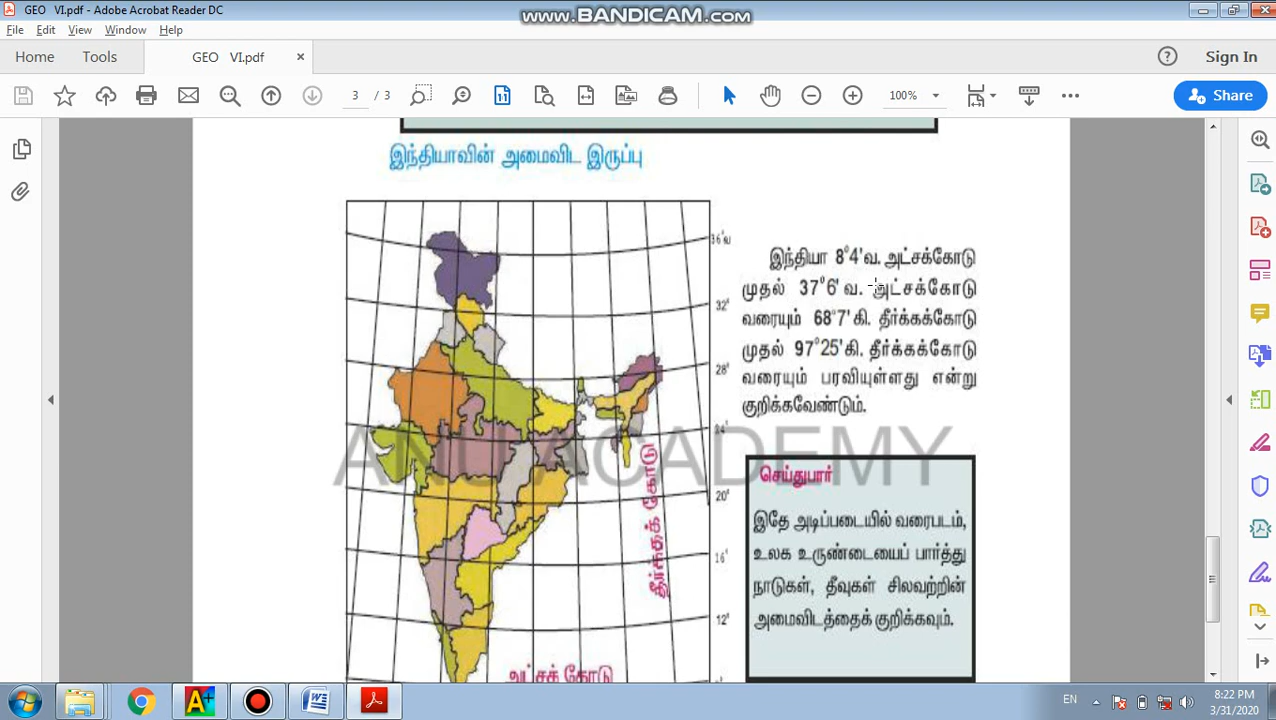 GEO VI.pdf - Adobe Acrobat Reader DC
WWW.BANDICAM.COM
File Edit View Window Help
Home Tools GEO VI.pdf × Sign In
3 / 3 100% Share
இந்தியாவின் அமைவிட இருப்பு
36°வ
32°
28°
24°
20°
16°
12°
தீர்க்கக் கோடு
அட்சக் கோடு
இந்தியா 8°4'வ. அட்சக்கோடு
முதல் 37°6' வ. அட்சக்கோடு
வரையும் 68°7' கி. தீர்க்கக்கோடு
முதல் 97°25'கி. தீர்க்கக்கோடு
வரையும் பரவியுள்ளது என்று
குறிக்கவேண்டும்.
ANU ACADEMY
செய்துபார்
இதே அடிப்படையில் வரைபடம்,
உலக உருண்டையைப் பார்த்து
நாடுகள், தீவுகள் சிலவற்றின்
அமைவிடத்தைக் குறிக்கவும்.
EN 8:22 PM
3/31/2020